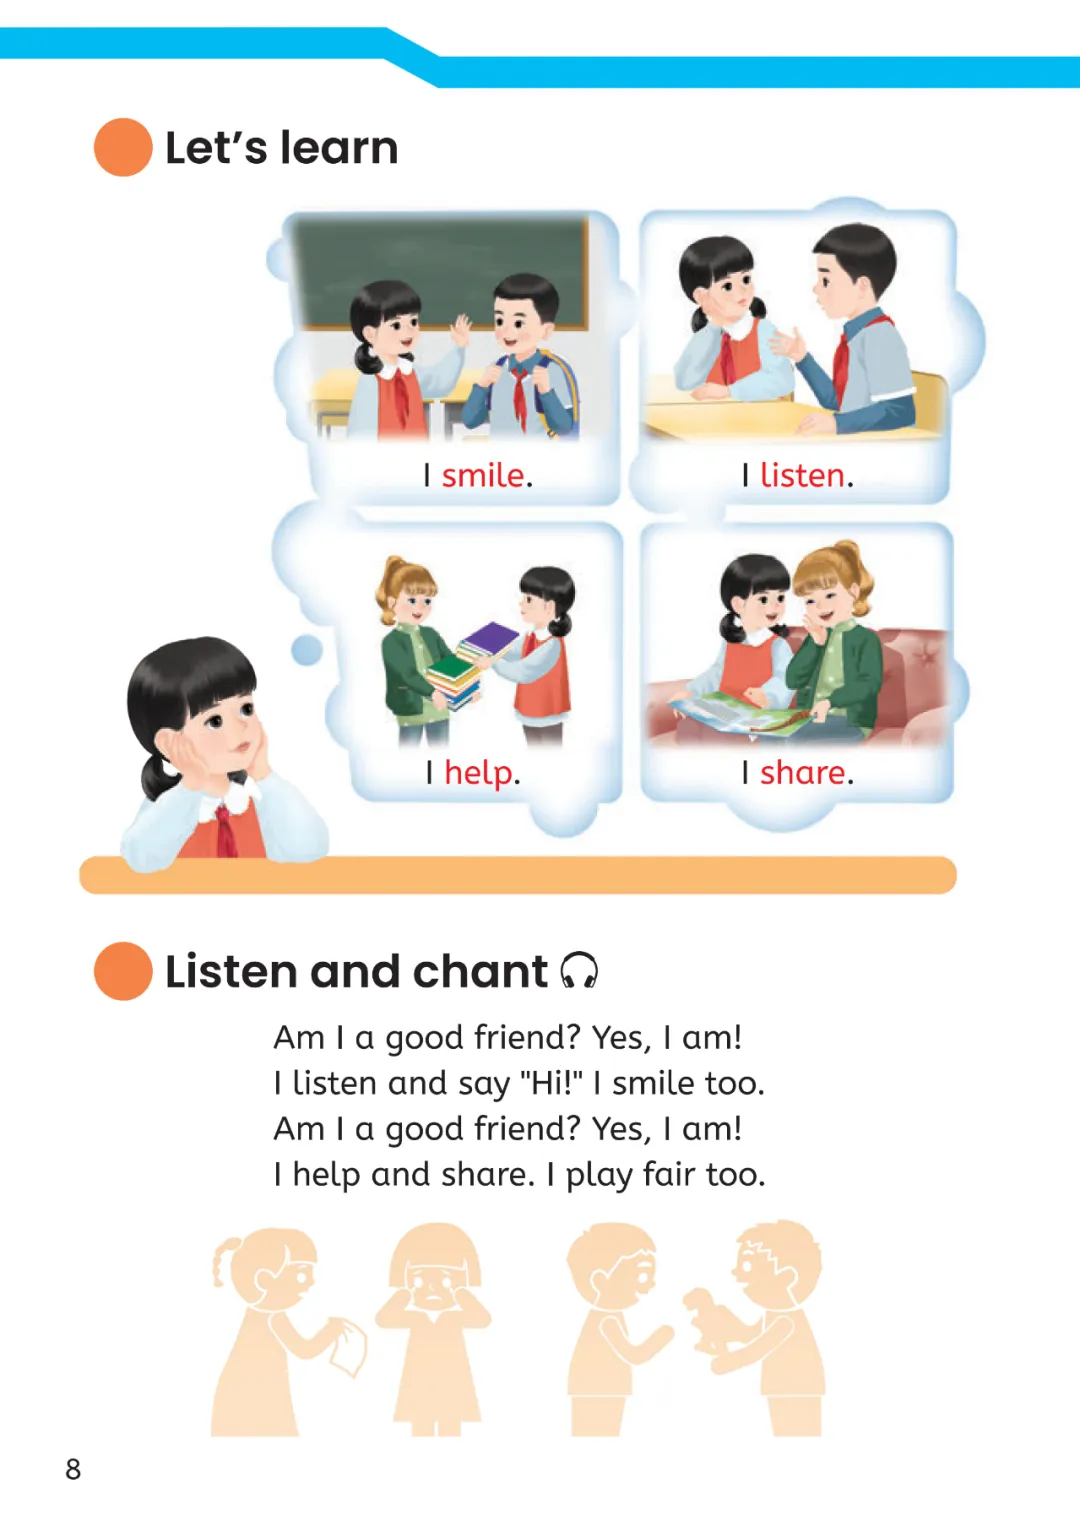 Let's learn
I smile.
I listen.
I help.
I share.
Listen and chant
Am I a good friend? Yes, I am!
I listen and say "Hi!" I smile too.
Am I a good friend? Yes, I am!
I help and share. I play fair too.
8